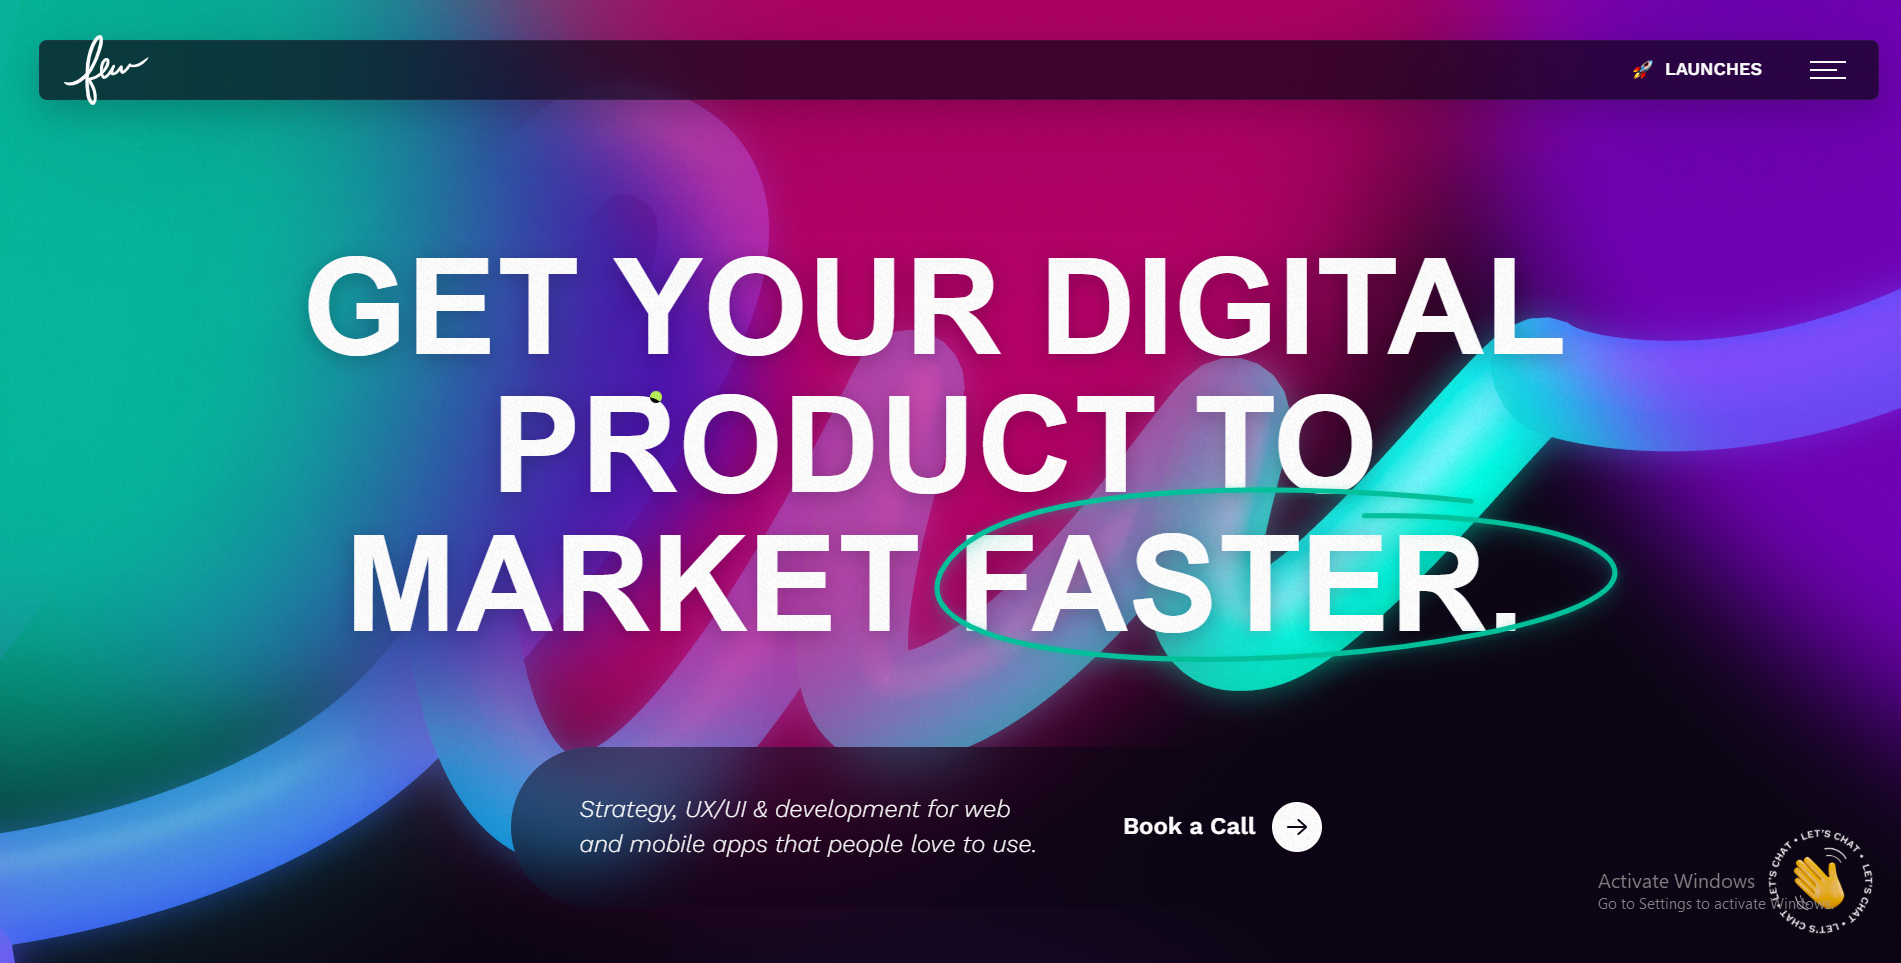 few
🚀 LAUNCHES
GET YOUR DIGITAL
PRODUCT TO
MARKET FASTER.
Strategy, UX/UI & development for web
and mobile apps that people love to use.
Book a Call
Activate Windows
Go to Settings to activate Windows.
LET'S CHAT • LET'S CHAT • LET'S CHAT • LET'S CHAT •